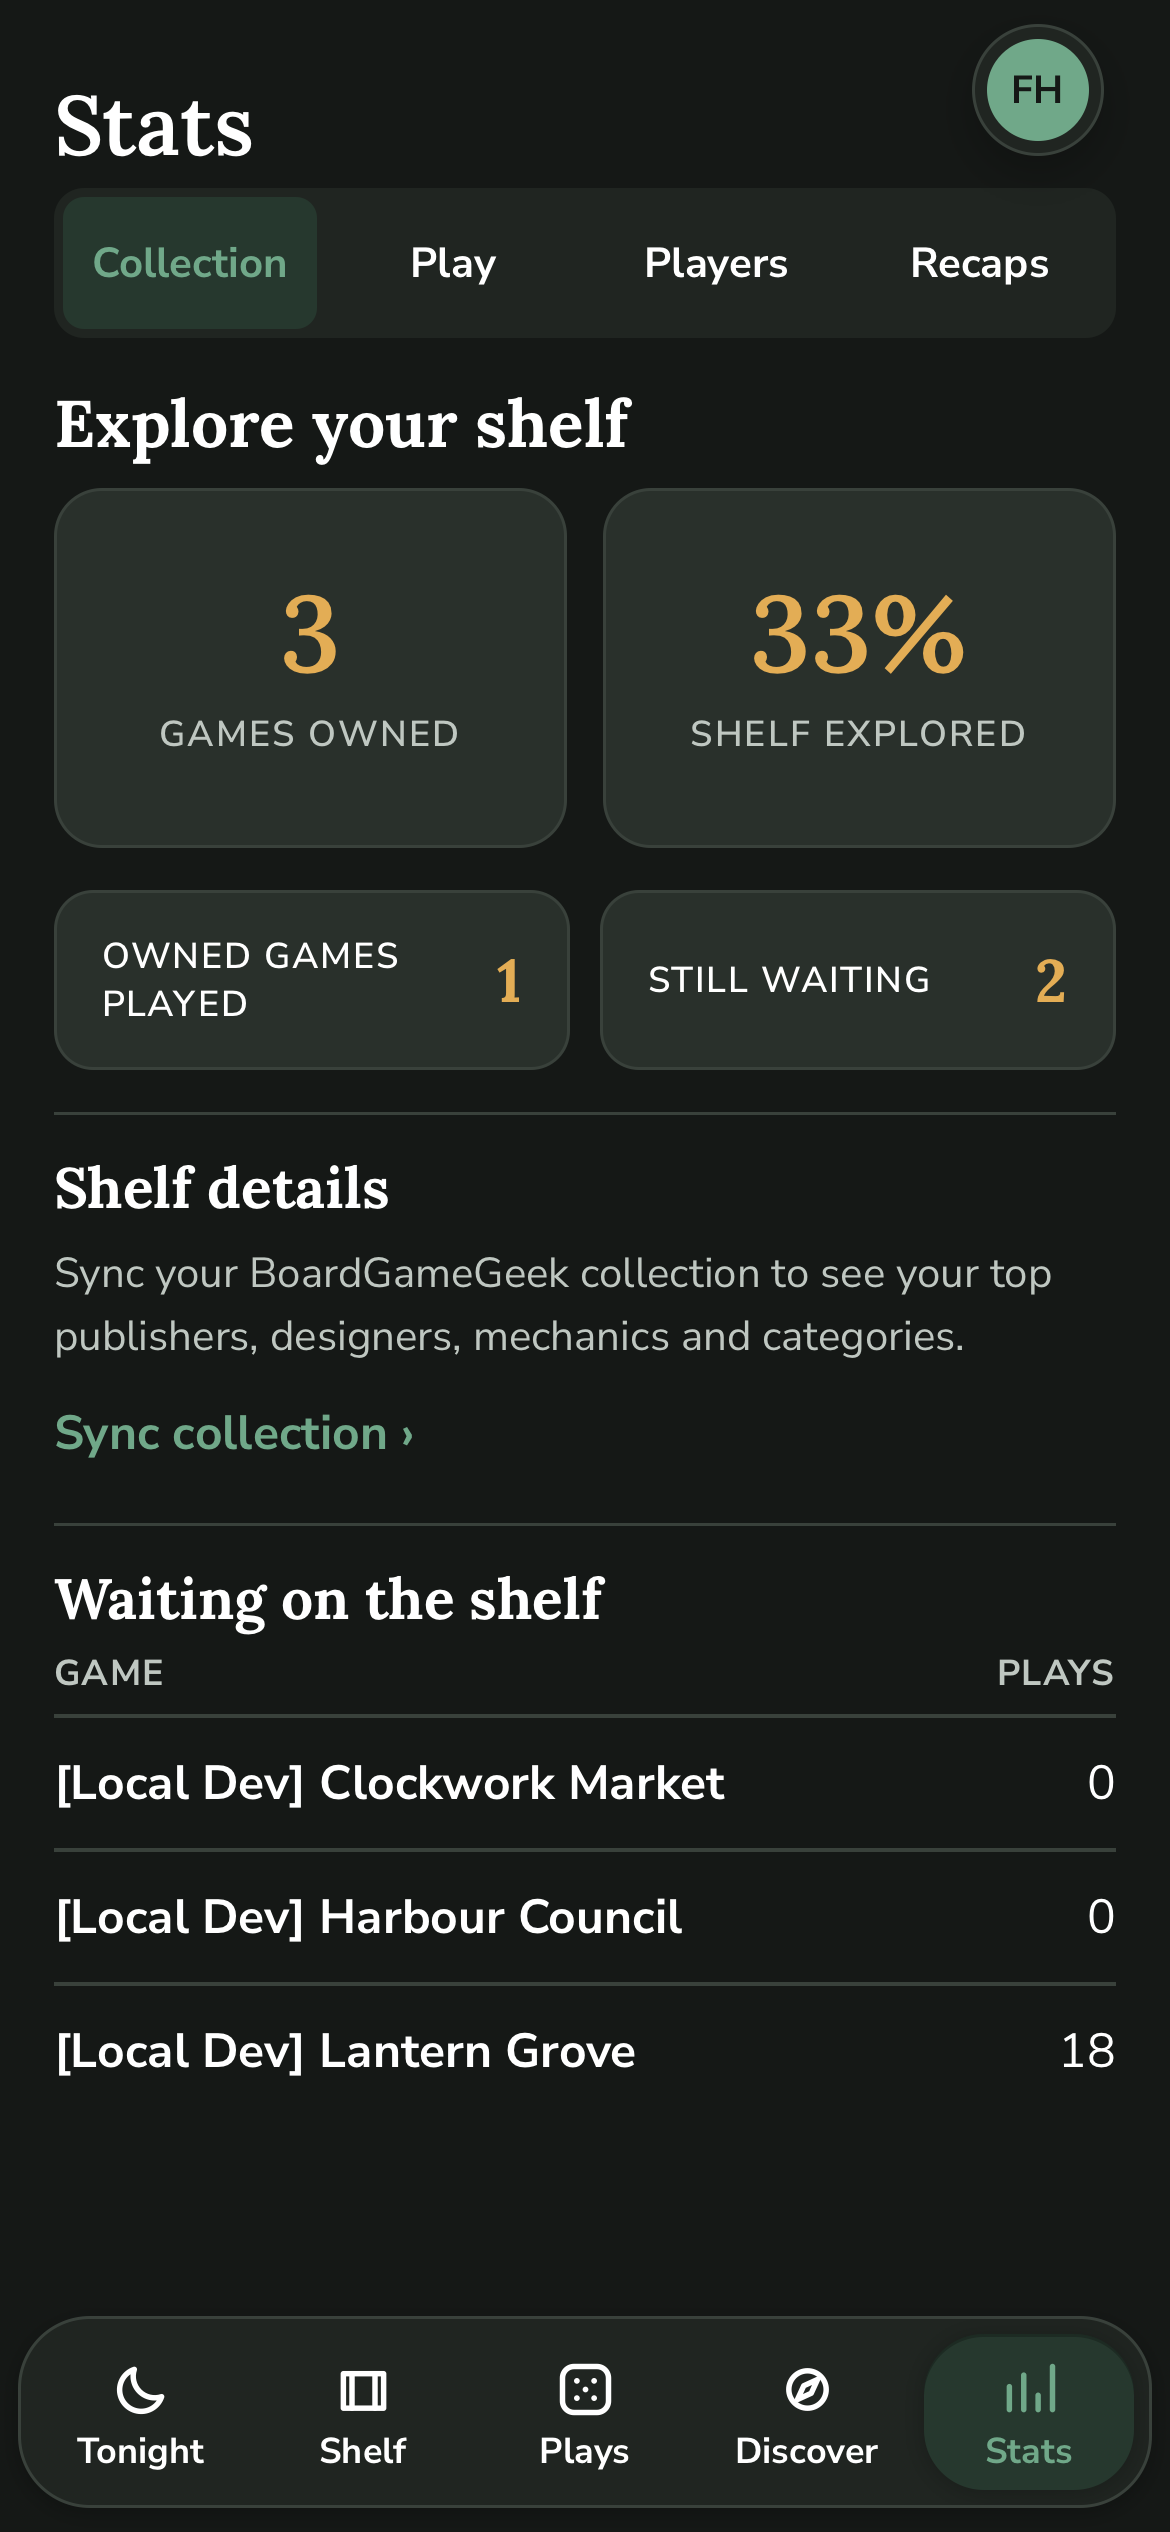 Stats
FH
Collection
Play
Players
Recaps
Explore your shelf
3
GAMES OWNED
33%
SHELF EXPLORED
OWNED GAMES
PLAYED
1
STILL WAITING
2
Shelf details
Sync your BoardGameGeek collection to see your top
publishers, designers, mechanics and categories.
Sync collection ›
Waiting on the shelf
GAME PLAYS
[Local Dev] Clockwork Market 0
[Local Dev] Harbour Council 0
[Local Dev] Lantern Grove 18
Tonight
Shelf
Plays
Discover
Stats